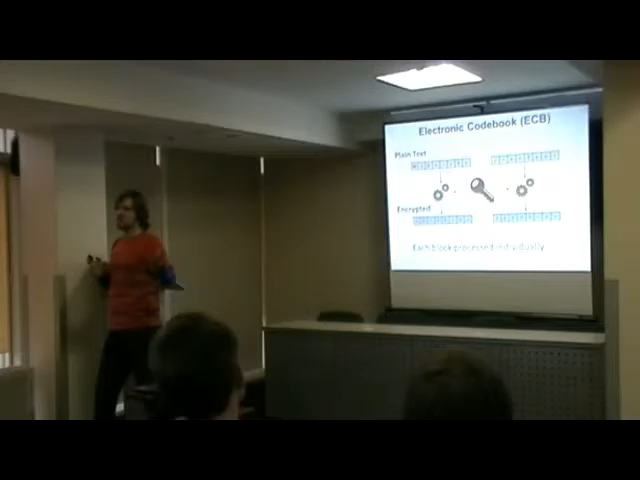 Electronic Codebook (ECB)
Plain Text
Encrypted
Each block processed individually